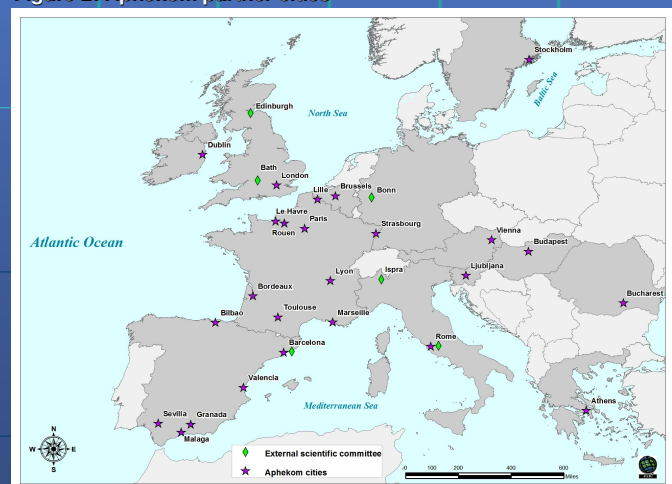 Figure 2: Aphekom partner cities
Stockholm
Baltic Sea
Edinburgh
North Sea
Dublin
Bath
London
Lille
Brussels
Bonn
Le Havre
Rouen
Paris
Strasbourg
Vienna
Budapest
Atlantic Ocean
Lyon
Ispra
Ljubljana
Bucharest
Bordeaux
Toulouse
Marseille
Bilbao
Barcelona
Rome
Valencia
Mediterranean Sea
Athens
Sevilla
Granada
Malaga
N
W
E
S
External scientific committee
Aphekom cities
0 100 200 400 600
Miles